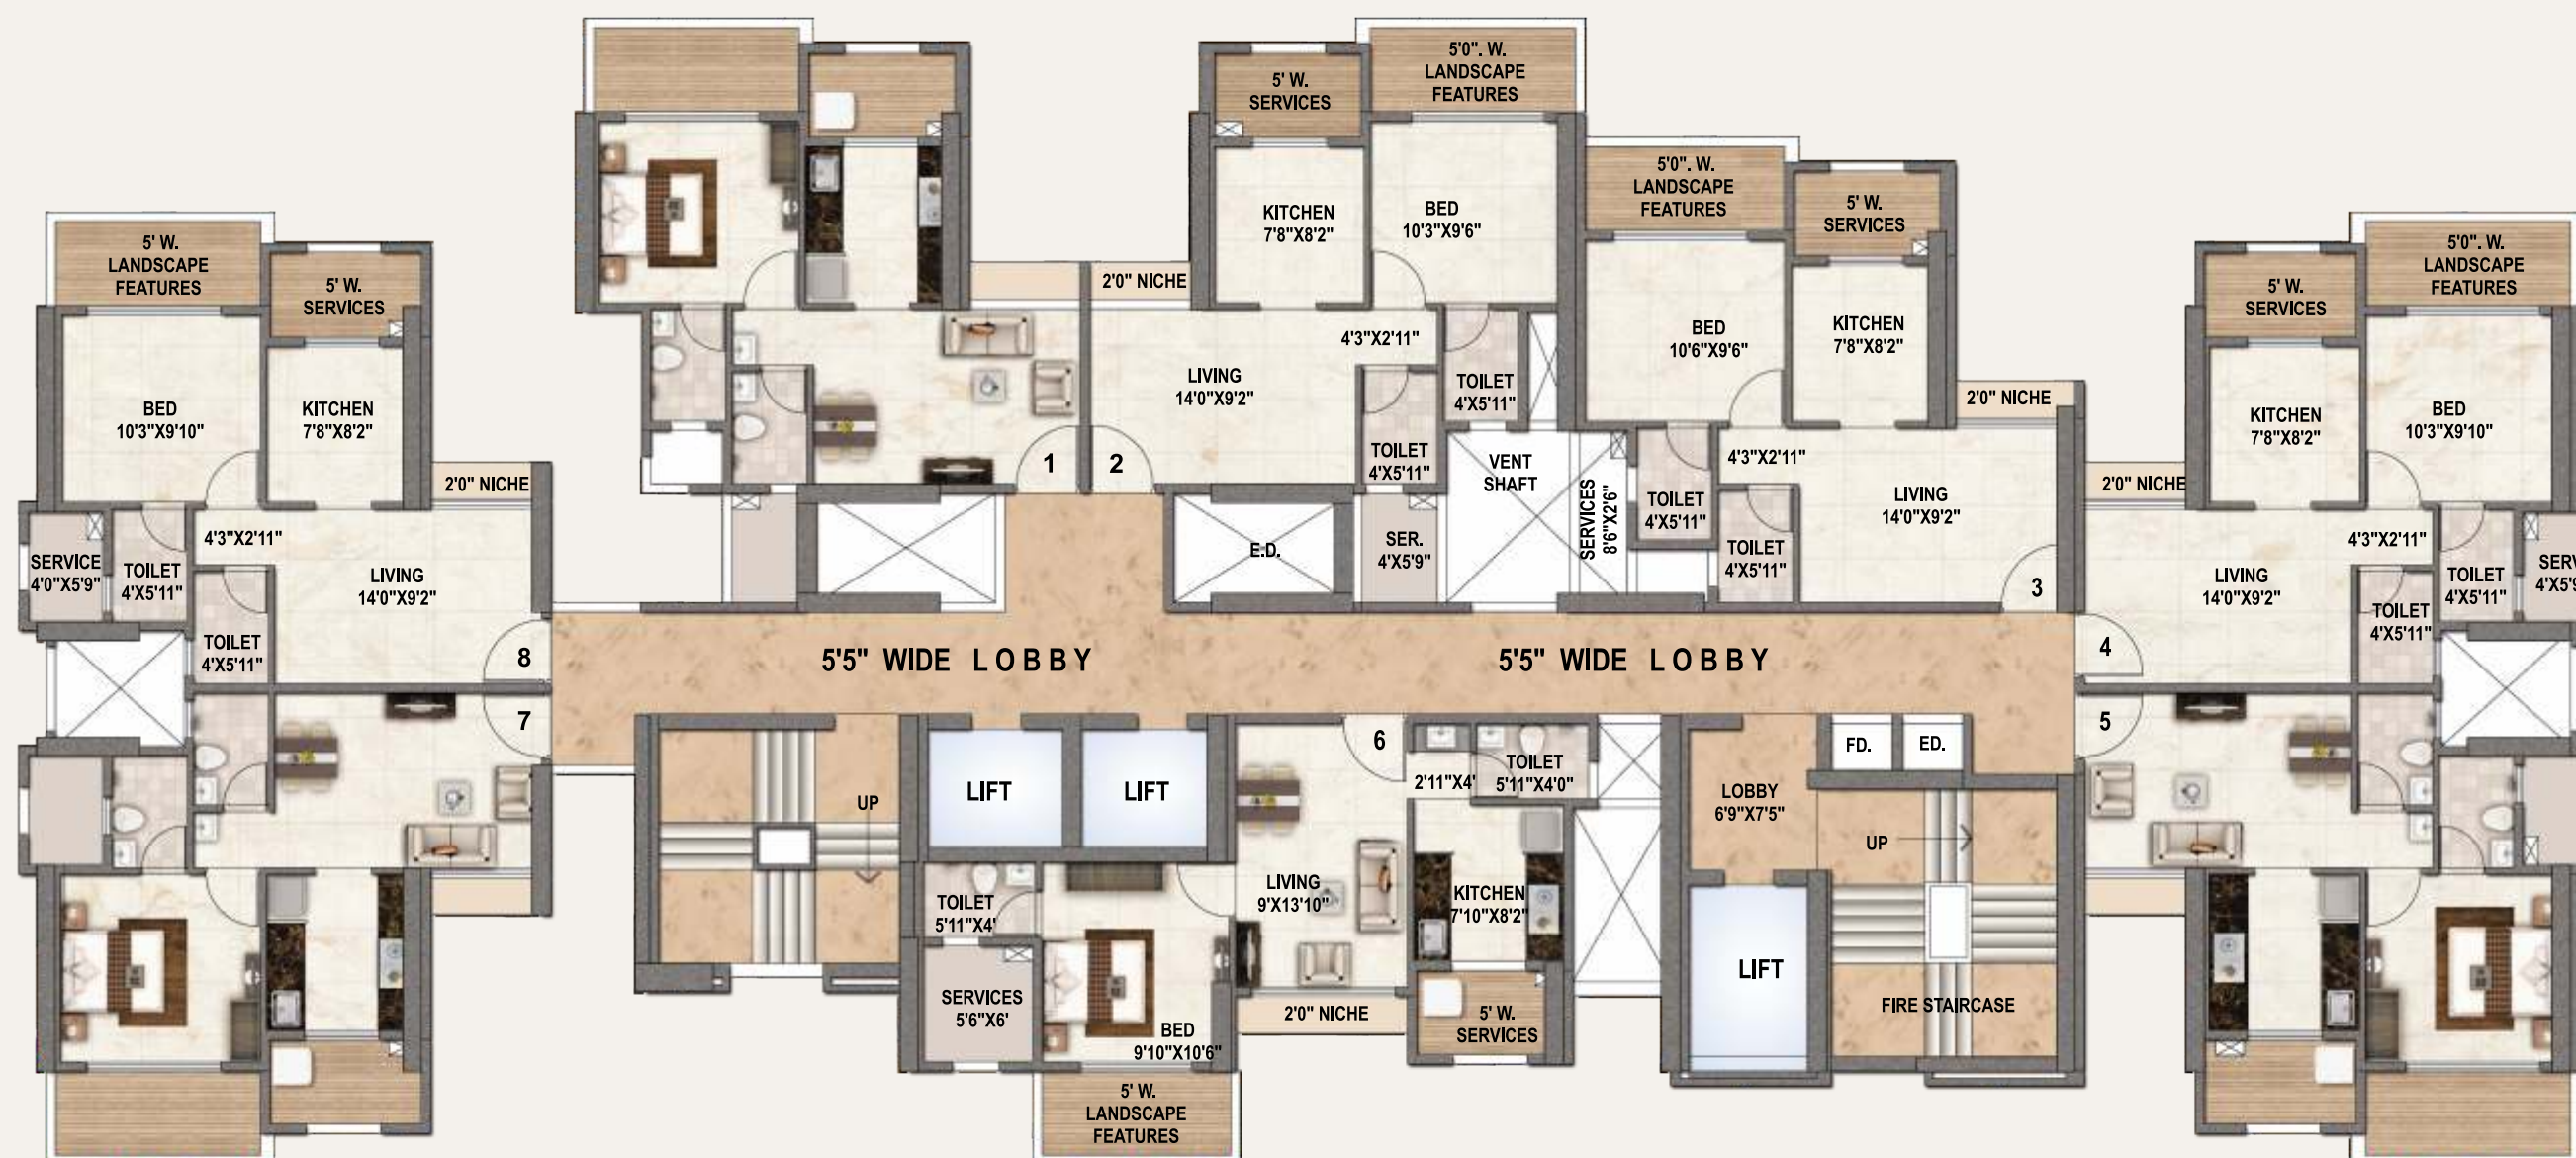 5' W.
LANDSCAPE
FEATURES
5' W.
SERVICES
BED
10'3"X9'10"
KITCHEN
7'8"X8'2"
2'0" NICHE
SERVICE
4'0"X5'9"
TOILET
4'X5'11"
4'3"X2'11"
LIVING
14'0"X9'2"
TOILET
4'X5'11"
8
7
1
2
5' W.
SERVICES
5'0". W.
LANDSCAPE
FEATURES
KITCHEN
7'8"X8'2"
BED
10'3"X9'6"
2'0" NICHE
4'3"X2'11"
LIVING
14'0"X9'2"
TOILET
4'X5'11"
TOILET
4'X5'11"
E.D.
SER.
4'X5'9"
VENT
SHAFT
SERVICES
8'6"X2'6"
5'0". W.
LANDSCAPE
FEATURES
5' W.
SERVICES
BED
10'6"X9'6"
KITCHEN
7'8"X8'2"
2'0" NICHE
4'3"X2'11"
TOILET
4'X5'11"
LIVING
14'0"X9'2"
TOILET
4'X5'11"
3
5'0". W.
LANDSCAPE
FEATURES
5' W.
SERVICES
KITCHEN
7'8"X8'2"
BED
10'3"X9'10"
2'0" NICHE
4'3"X2'11"
LIVING
14'0"X9'2"
TOILET
4'X5'11"
TOILET
4'X5'11"
4
5
5'5" WIDE LOBBY
5'5" WIDE LOBBY
UP
LIFT
LIFT
6
TOILET
5'11"X4'0"
2'11"X4'
LIVING
9'X13'10"
KITCHEN
7'10"X8'2"
TOILET
5'11"X4'
SERVICES
5'6"X6'
BED
9'10"X10'6"
2'0" NICHE
5' W.
SERVICES
5' W.
LANDSCAPE
FEATURES
LOBBY
6'9"X7'5"
FD.
ED.
UP
LIFT
FIRE STAIRCASE